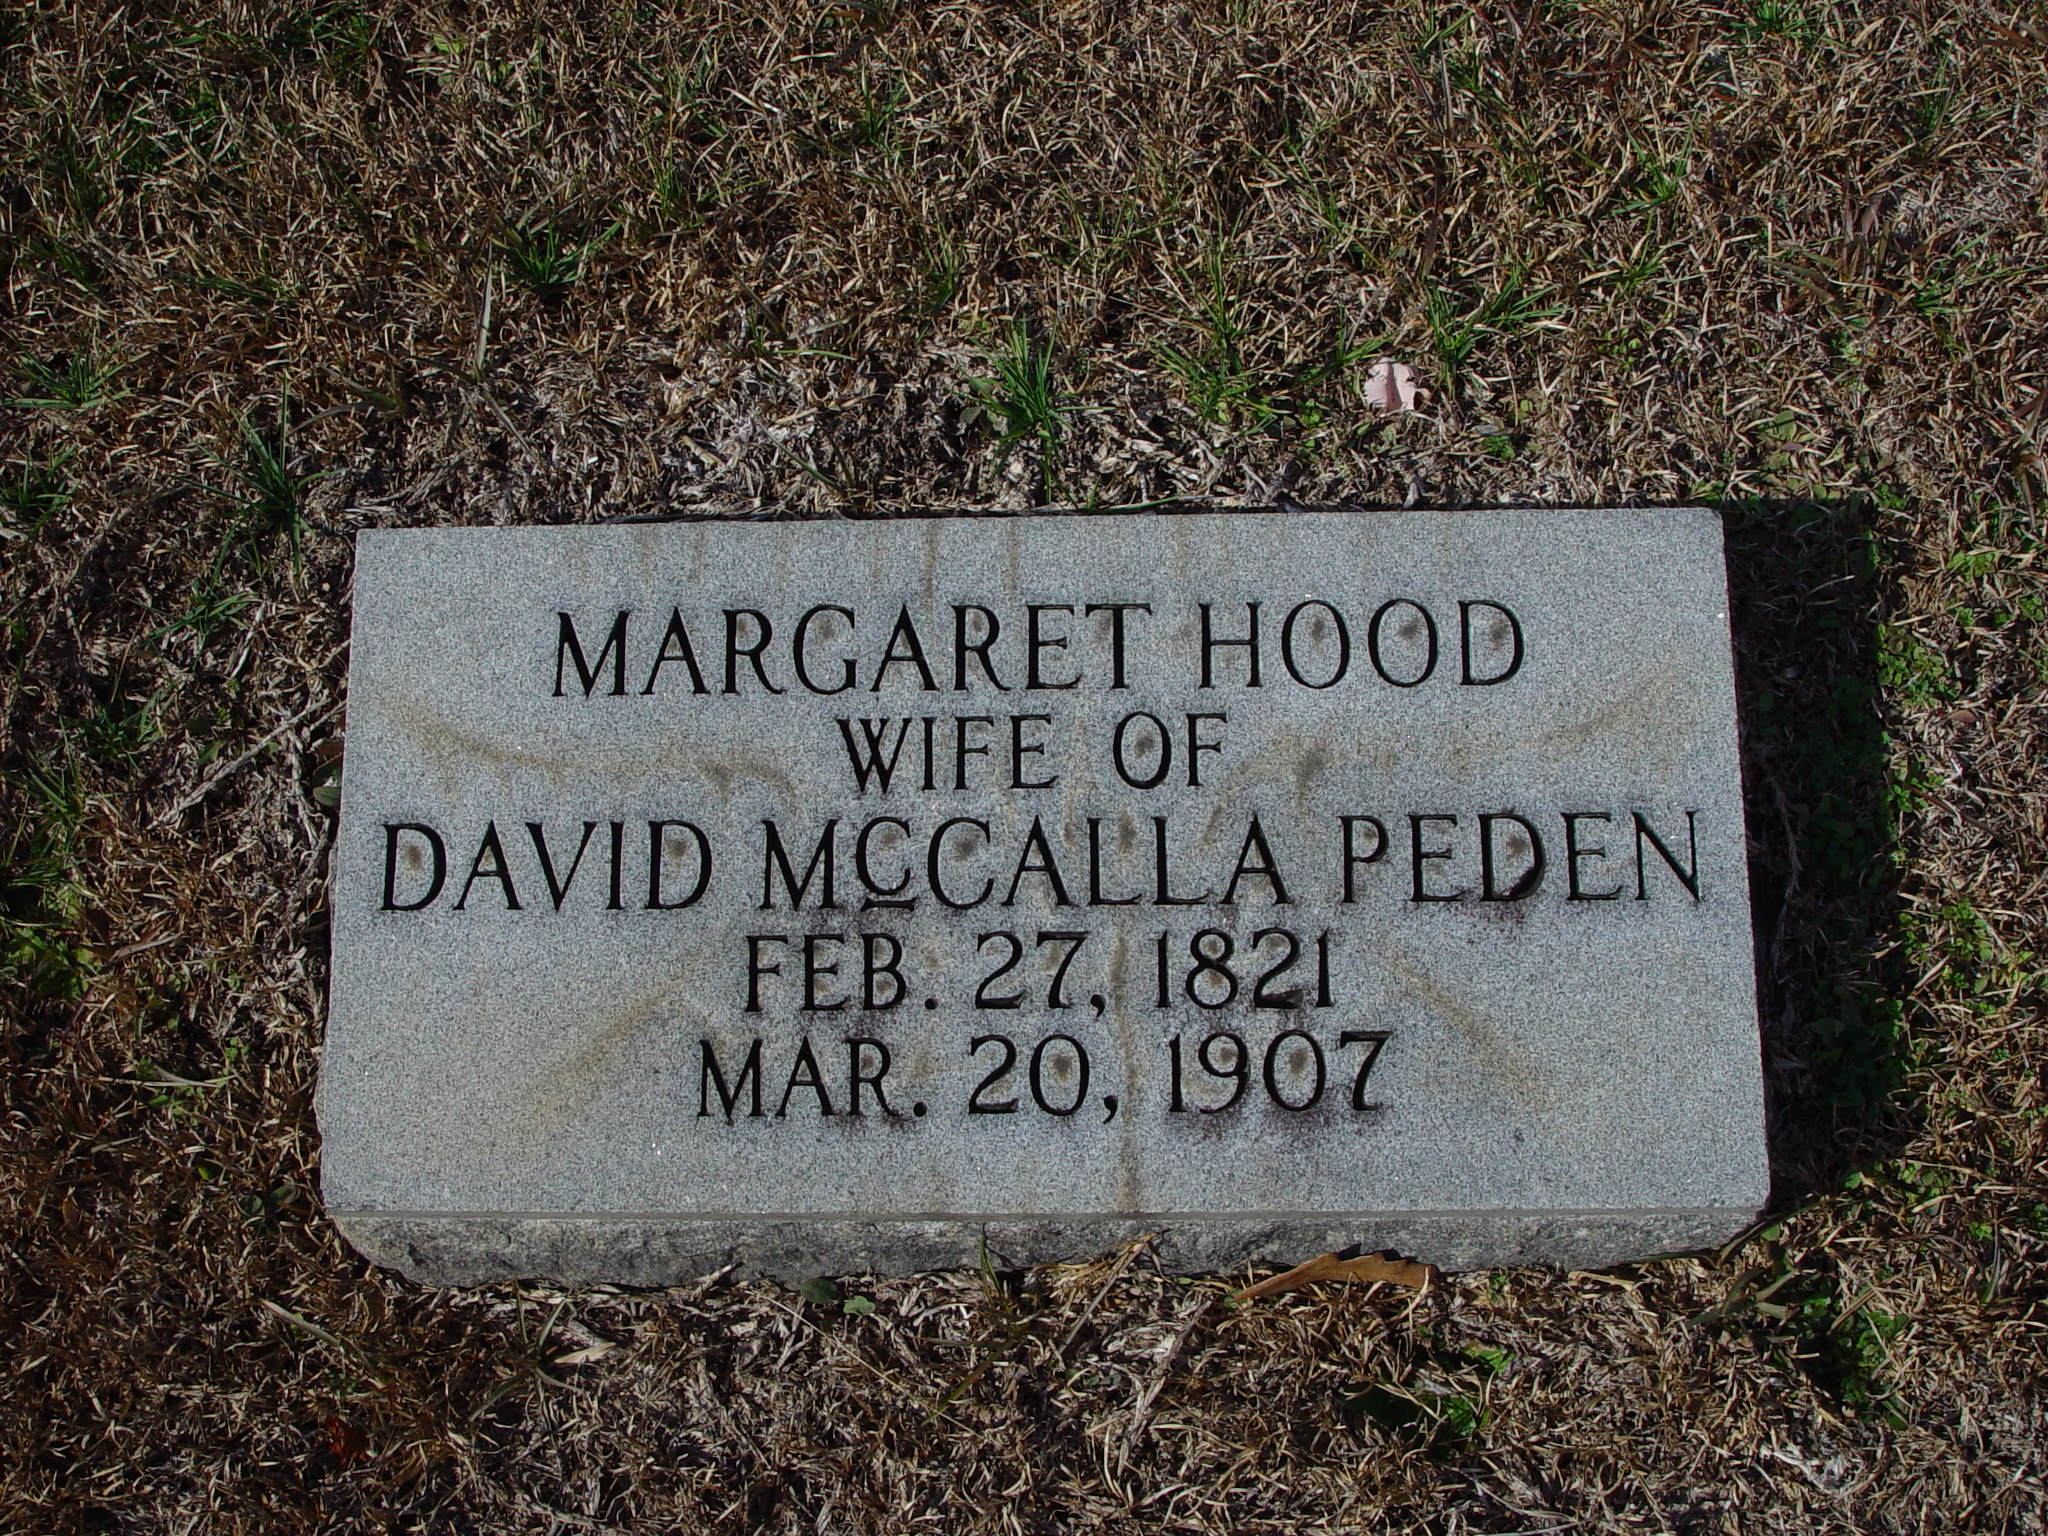 MARGARET HOOD
WIFE OF
DAVID McCALLA PEDEN
FEB. 27, 1821
MAR. 20, 1907